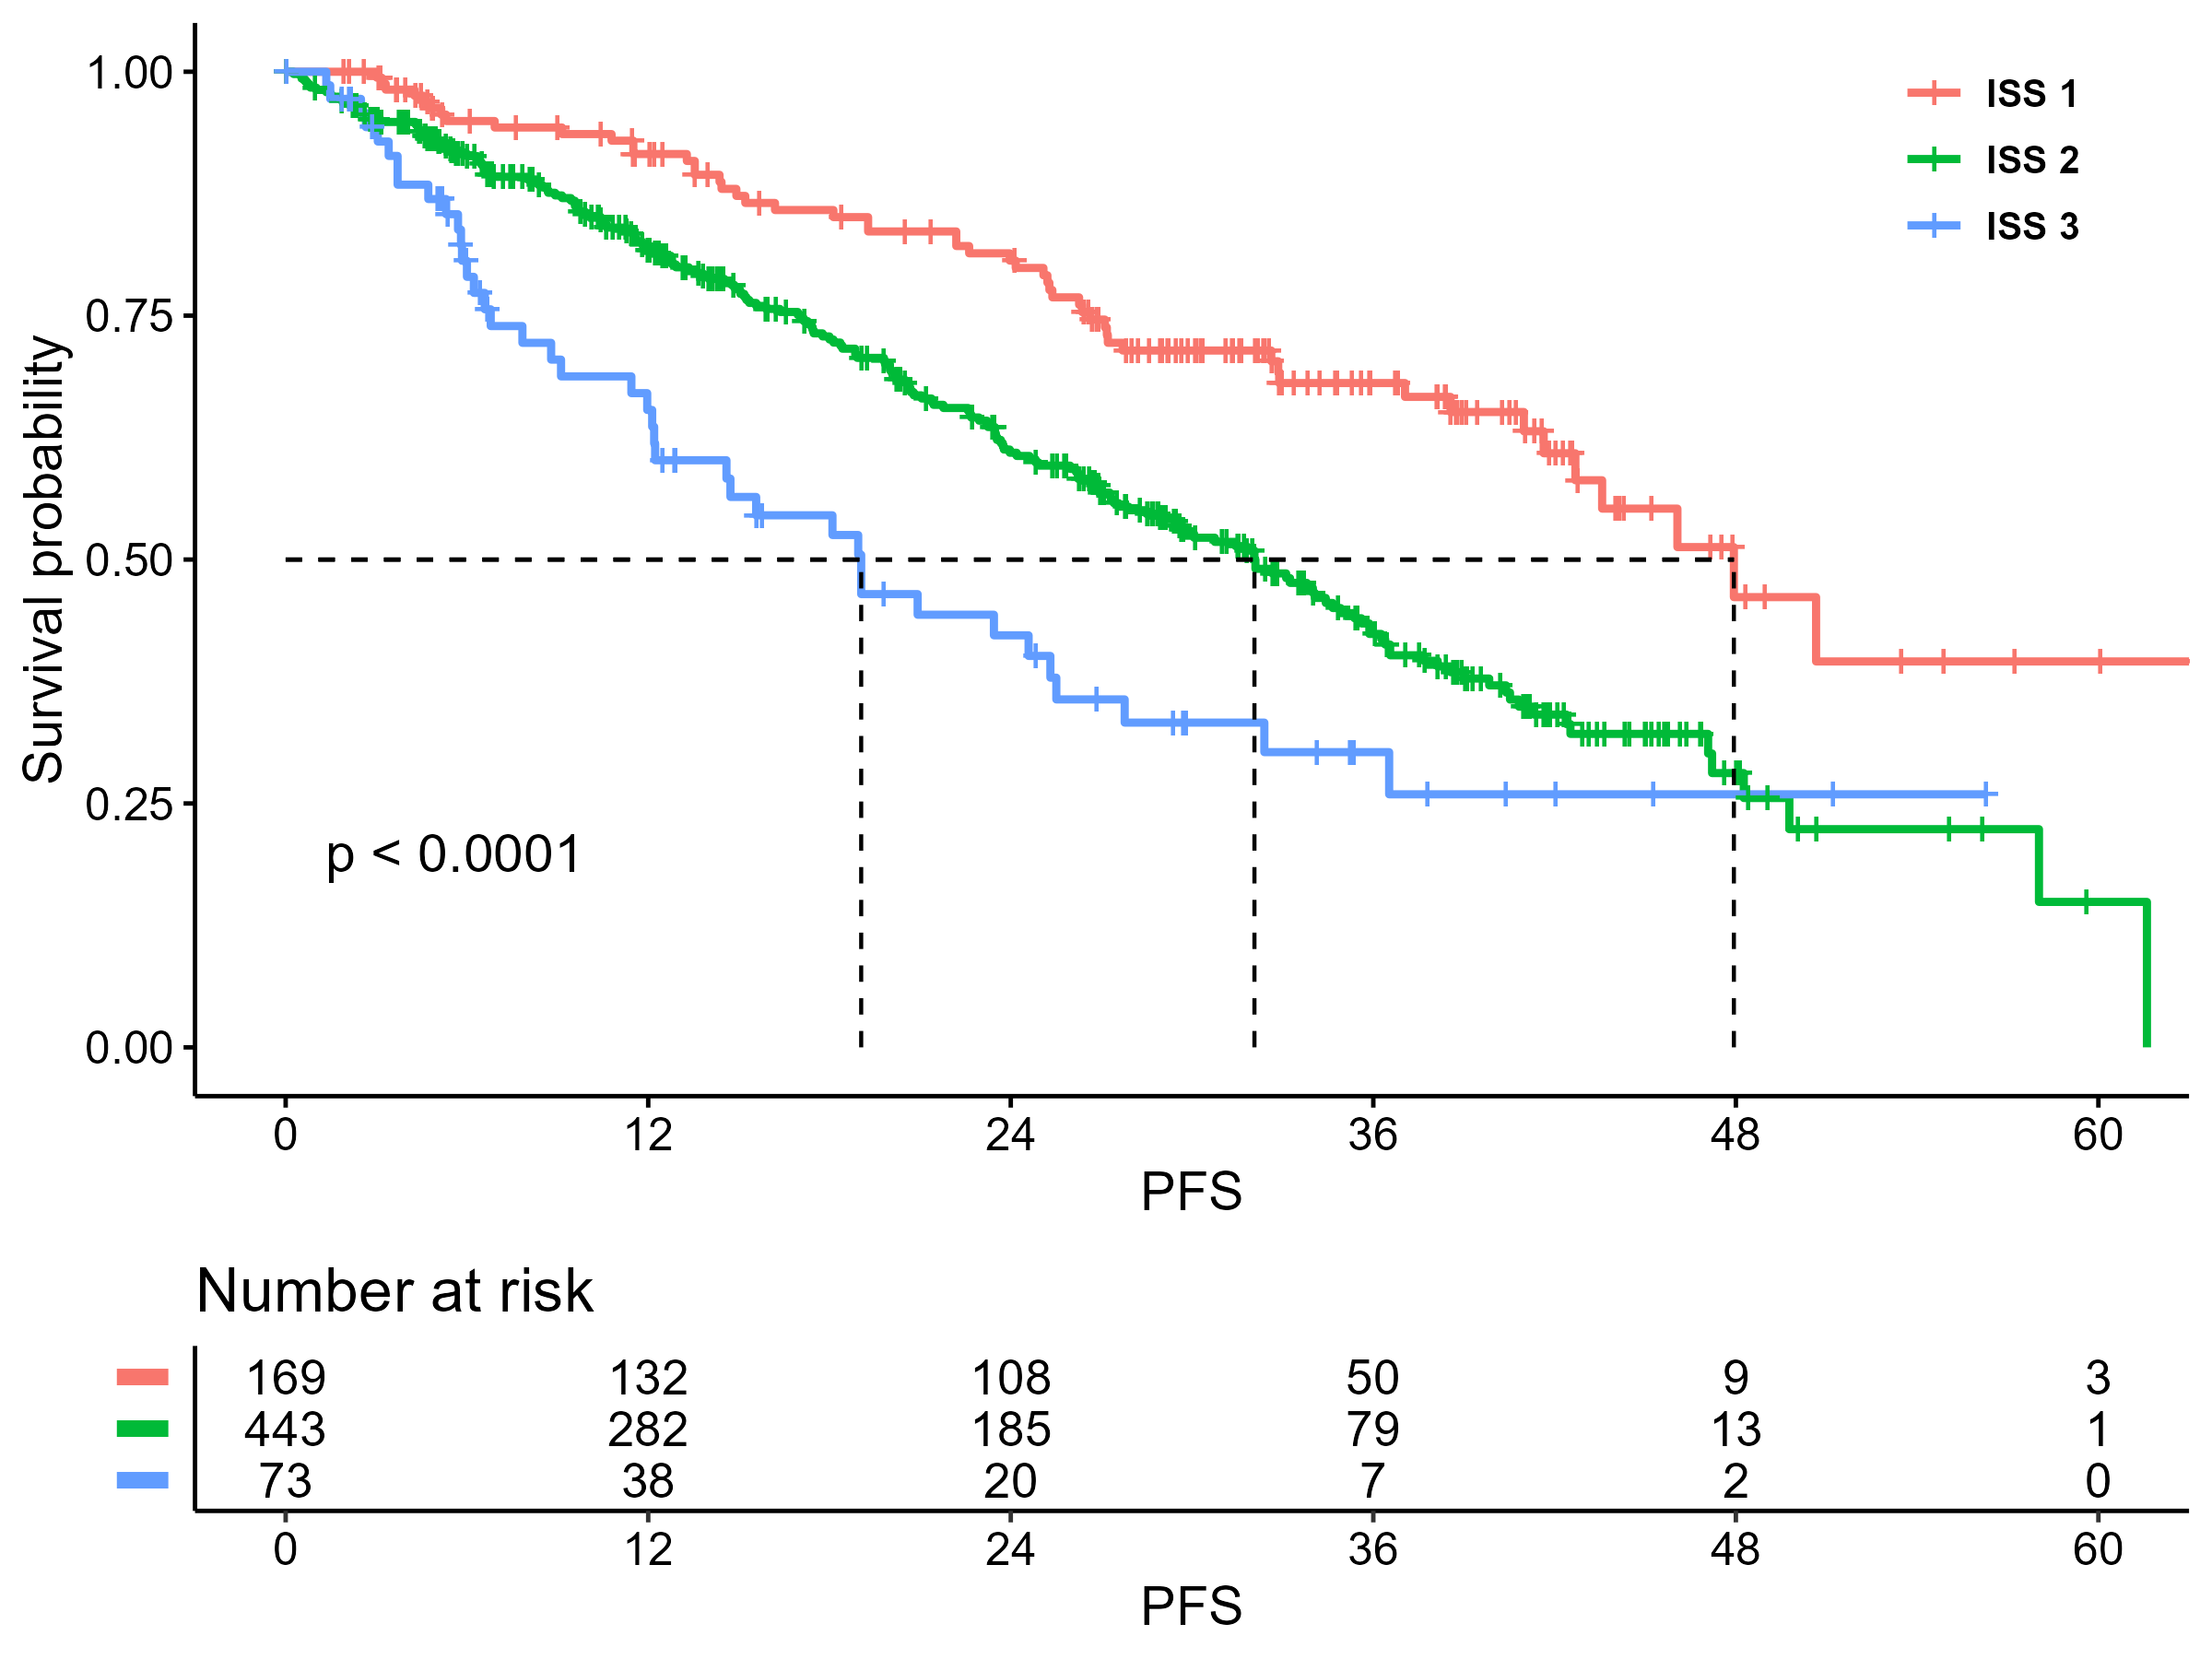 1.00
0.75
0.50
0.25
0.00
Survival probability
ISS 1
ISS 2
ISS 3
p < 0.0001
0 12 24 36 48 60
PFS
Number at risk
169 132 108 50 9 3
443 282 185 79 13 1
73 38 20 7 2 0
0 12 24 36 48 60
PFS